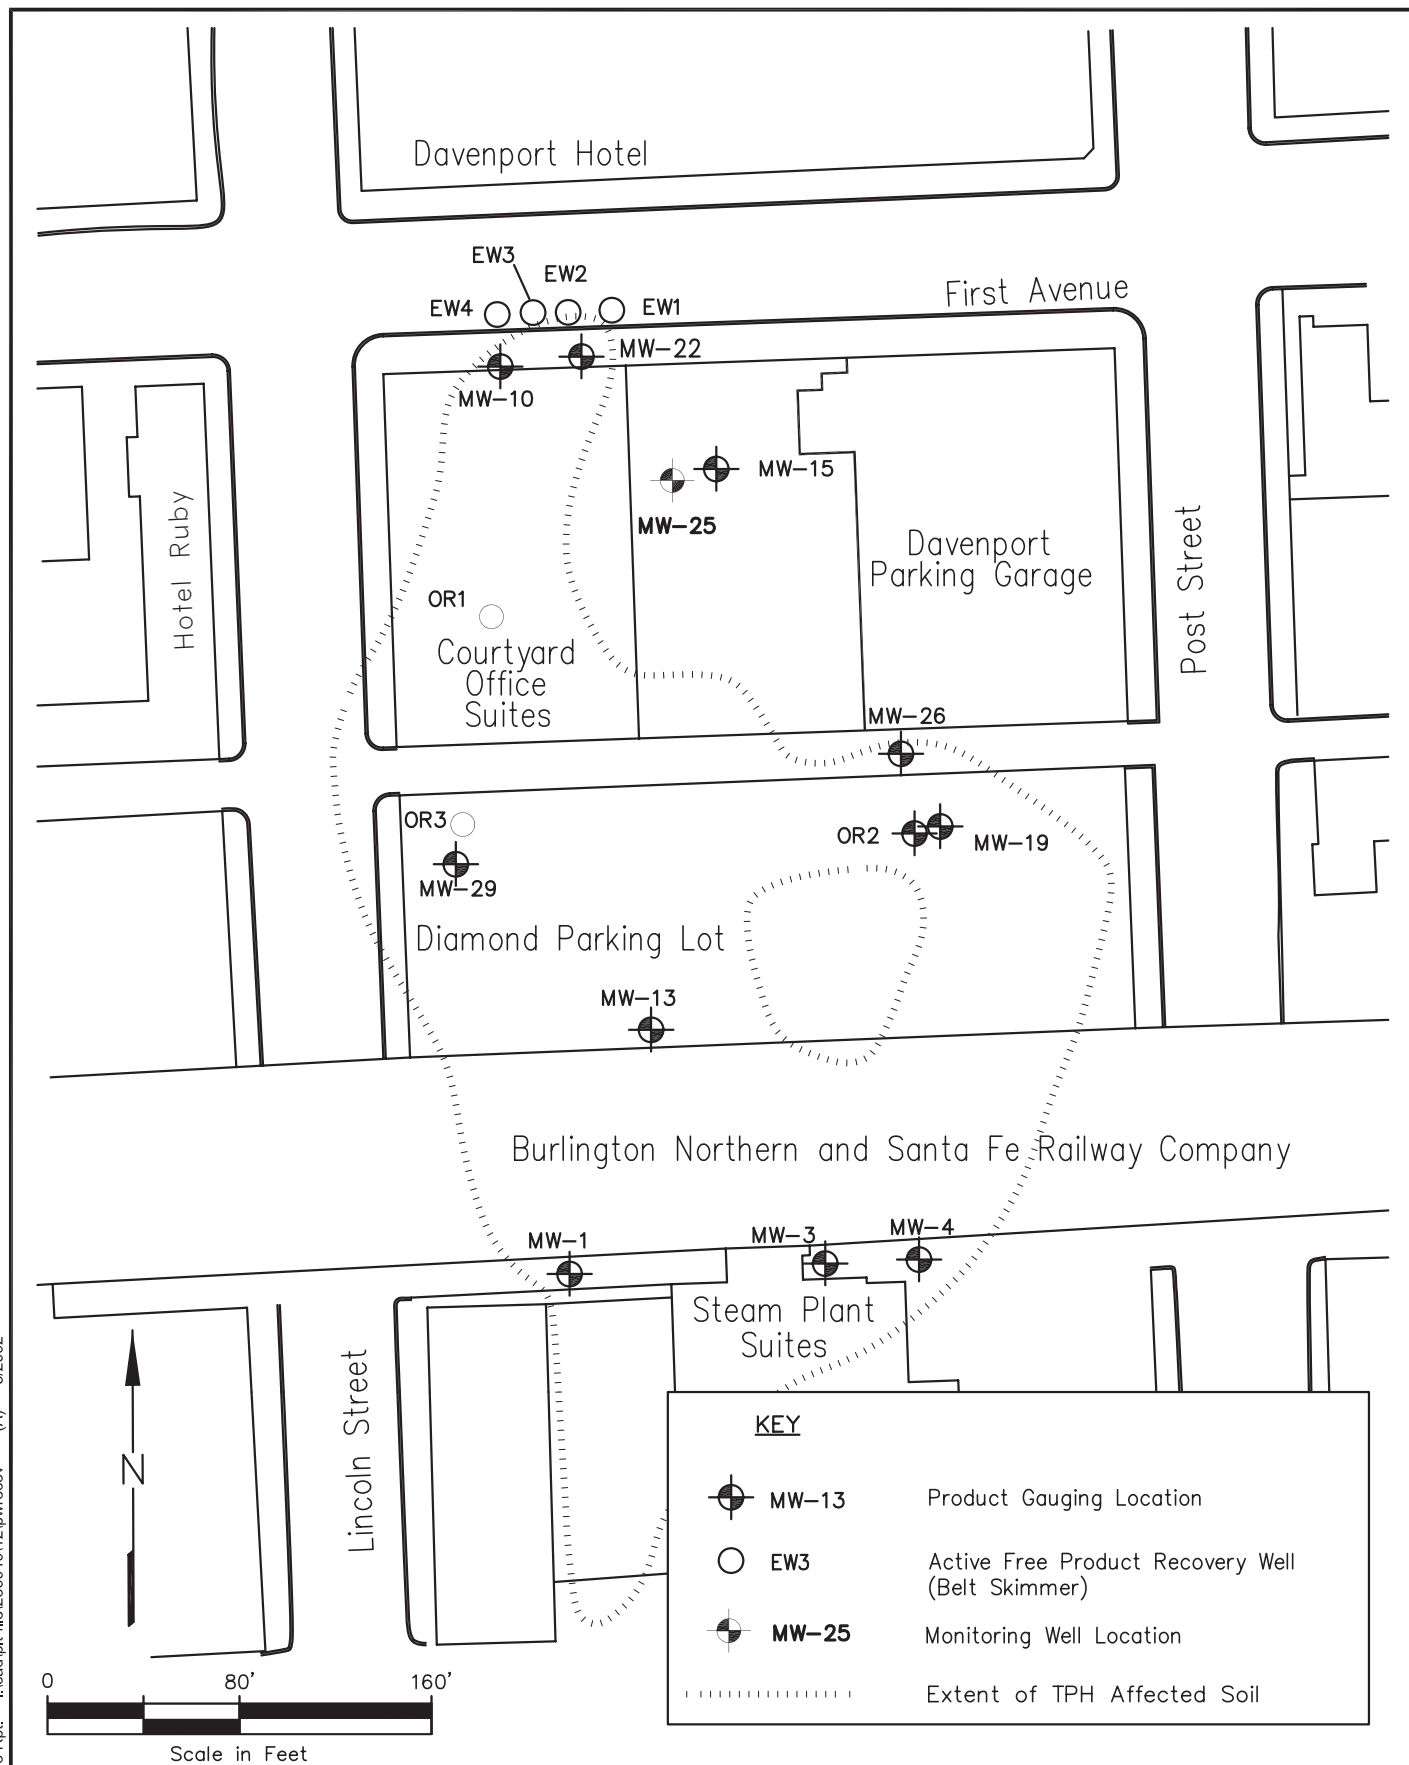 Davenport Hotel
EW3
EW2
EW4
EW1
First Avenue
MW-22
MW-10
MW-15
MW-25
Hotel Ruby
Davenport
Parking Garage
Post Street
OR1
Courtyard
Office
Suites
MW-26
OR3
OR2
MW-19
MW-29
Diamond Parking Lot
MW-13
Burlington Northern and Santa Fe Railway Company
MW-1
MW-3
MW-4
Steam Plant
Suites
Lincoln Street
N
KEY
MW-13 Product Gauging Location
EW3 Active Free Product Recovery Well
(Belt Skimmer)
MW-25 Monitoring Well Location
Extent of TPH Affected Soil
0 80' 160'
Scale in Feet